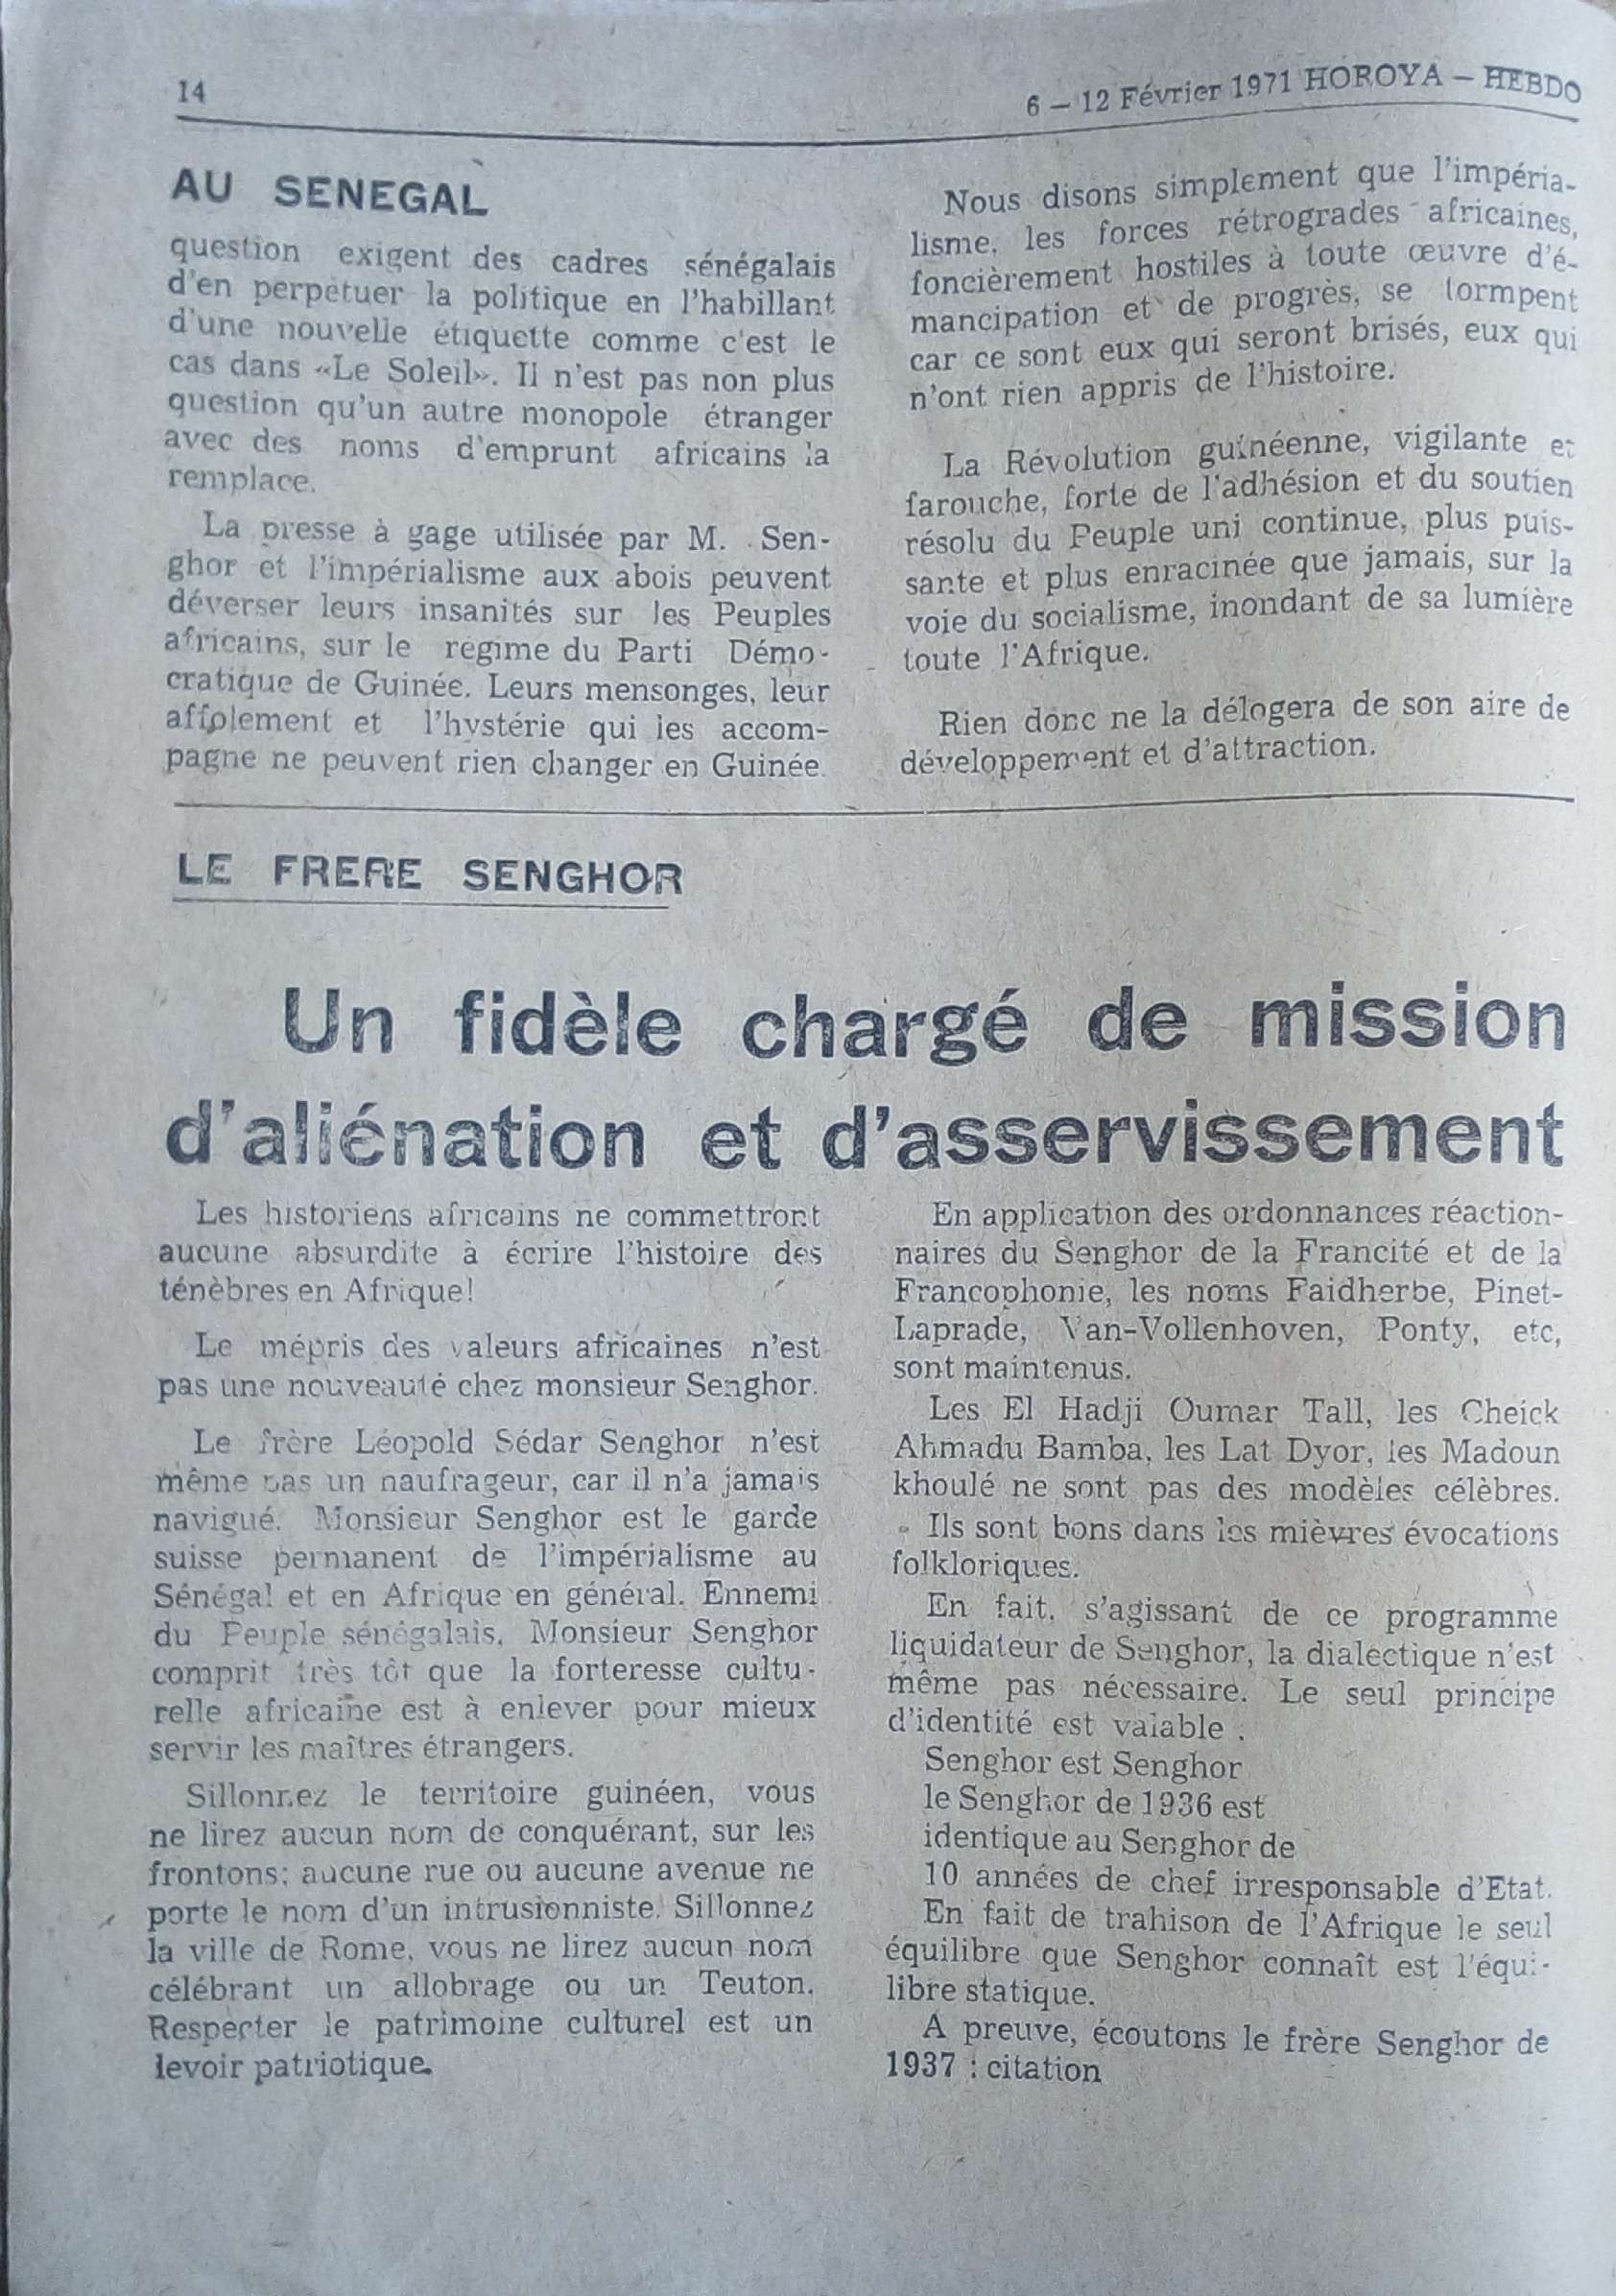 14
6 — 12 Février 1971 HOROYA — HEBDO
AU SENEGAL
question exigent des cadres sénégalais
d'en perpétuer la politique en l'habillant
d'une nouvelle étiquette comme c'est le
cas dans «Le Soleil». Il n'est pas non plus
question qu'un autre monopole étranger
avec des noms d'emprunt africains la
remplace.
La presse à gage utilisée par M. Sen-
ghor et l'impérialisme aux abois peuvent
déverser leurs insanités sur les Peuples
africains, sur le régime du Parti Démo-
cratique de Guinée. Leurs mensonges, leur
affolement et l'hystérie qui les accom-
pagne ne peuvent rien changer en Guinée.
Nous disons simplement que l'impéria-
lisme, les forces rétrogrades africaines,
foncièrement hostiles à toute œuvre d'é-
mancipation et de progrès, se tormpent
car ce sont eux qui seront brisés, eux qui
n'ont rien appris de l'histoire.
La Révolution guinéenne, vigilante et
farouche, forte de l'adhésion et du soutien
résolu du Peuple uni continue, plus puis-
sante et plus enracinée que jamais, sur la
voie du socialisme, inondant de sa lumière
toute l'Afrique.
Rien donc ne la délogera de son aire de
développement et d'attraction.
LE FRERE SENGHOR
Un fidèle chargé de mission
d'aliénation et d'asservissement
Les historiens africains ne commettront
aucune absurdite à écrire l'histoire des
ténèbres en Afrique!
Le mépris des valeurs africaines n'est
pas une nouveauté chez monsieur Senghor.
Le frère Léopold Sédar Senghor n'est
même pas un naufrageur, car il n'a jamais
navigué. Monsieur Senghor est le garde
suisse permanent de l'impérialisme au
Sénégal et en Afrique en général. Ennemi
du Peuple sénégalais, Monsieur Senghor
comprit très tôt que la forteresse cultu-
relle africaine est à enlever pour mieux
servir les maîtres étrangers.
Sillonnez le territoire guinéen, vous
ne lirez aucun nom de conquérant, sur les
frontons; aucune rue ou aucune avenue ne
porte le nom d'un intrusionniste. Sillonnez
la ville de Rome, vous ne lirez aucun nom
célébrant un allobrage ou un Teuton.
Respecter le patrimoine culturel est un
levoir patriotique.
En application des ordonnances réaction-
naires du Senghor de la Francité et de la
Francophonie, les noms Faidherbe, Pinet-
Laprade, Van-Vollenhoven, Ponty, etc,
sont maintenus.
Les El Hadji Oumar Tall, les Cheick
Ahmadu Bamba, les Lat Dyor, les Madoun
khoulé ne sont pas des modèles célèbres.
Ils sont bons dans les mièvres évocations
folkloriques.
En fait, s'agissant de ce programme
liquidateur de Senghor, la dialectique n'est
même pas nécessaire. Le seul principe
d'identité est valable .
Senghor est Senghor
le Senghor de 1936 est
identique au Senghor de
10 années de chef irresponsable d'Etat.
En fait de trahison de l'Afrique le seul
équilibre que Senghor connaît est l'équi-
libre statique.
A preuve, écoutons le frère Senghor de
1937 : citation